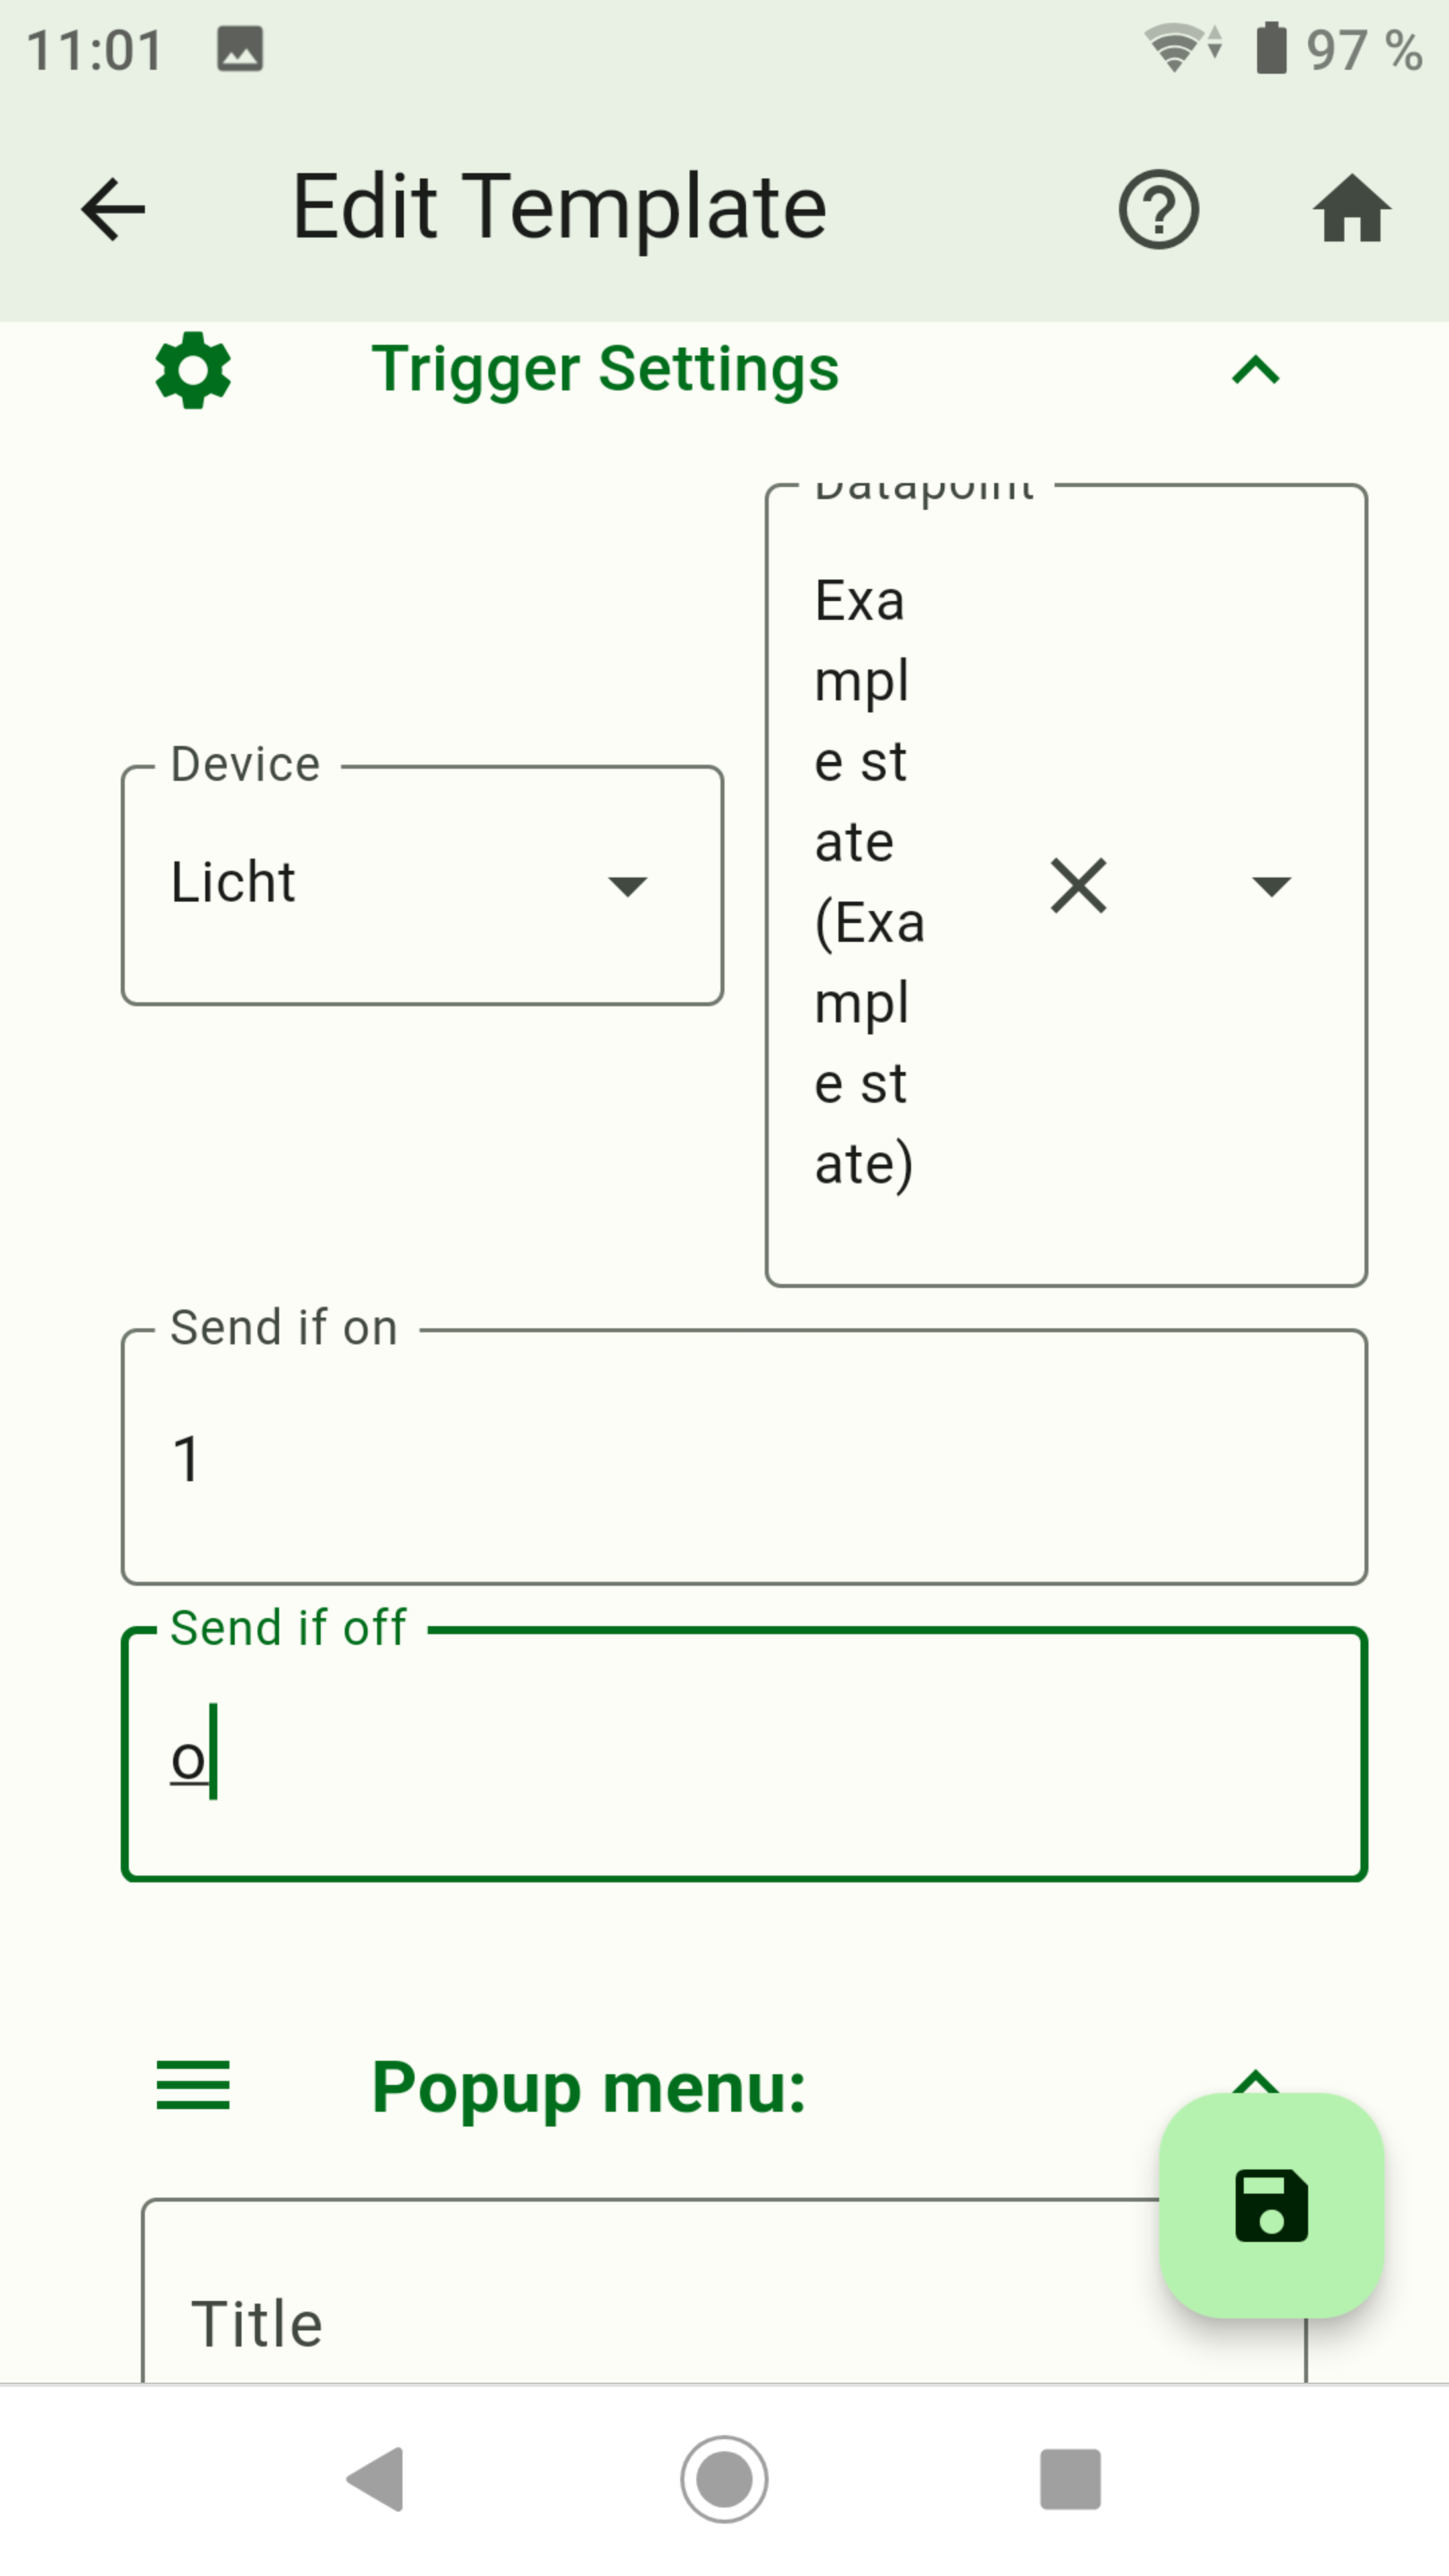 11:01
97 %
Edit Template
Trigger Settings
Datapoint
Exa
mpl
e st
ate
(Exa
mpl
e st
ate)
Device
Licht
Send if on
1
Send if off
o
Popup menu:
Title